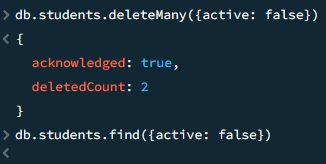 > db.students.deleteMany({active: false})
< {
acknowledged: true,
deletedCount: 2
}
> db.students.find({active: false})
<